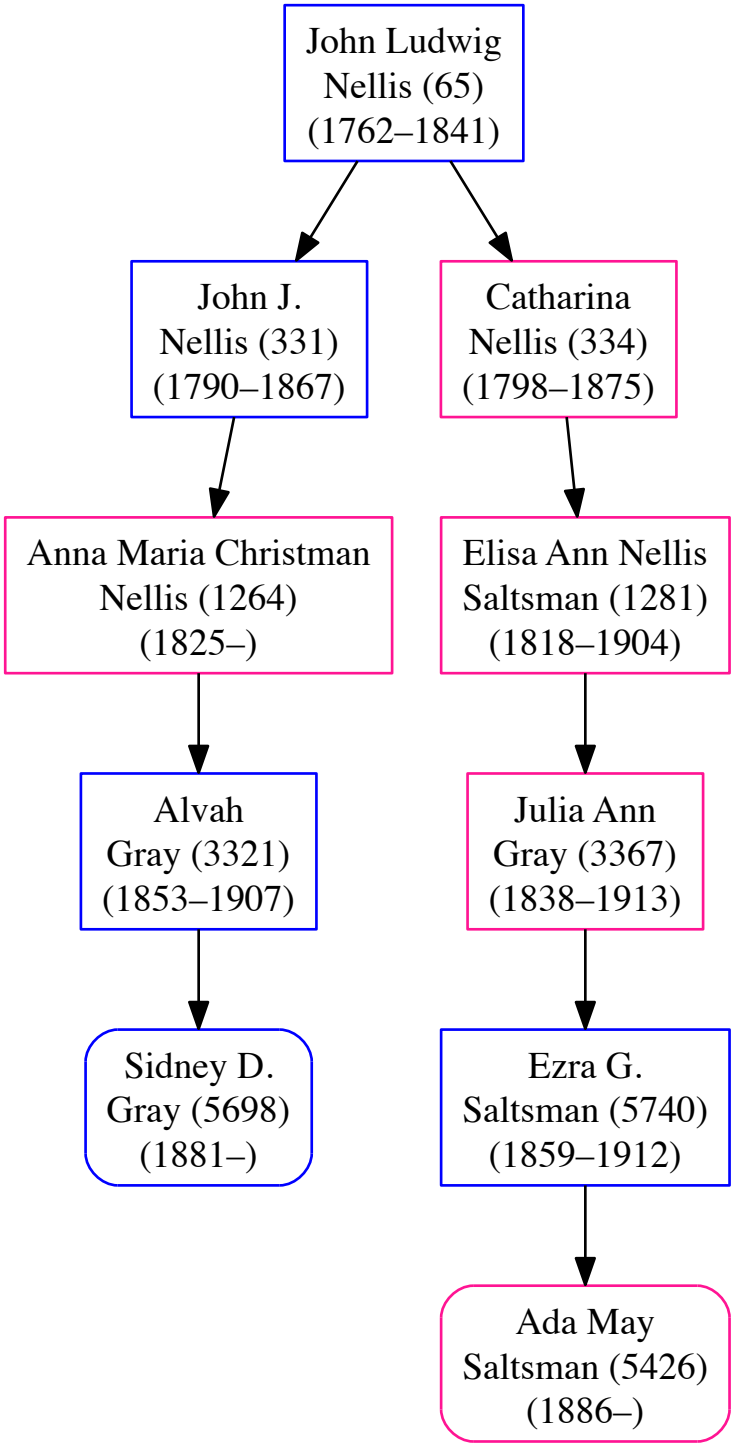 John Ludwig
Nellis (65)
(1762–1841)
John J.
Nellis (331)
(1790–1867)
Catharina
Nellis (334)
(1798–1875)
Anna Maria Christman
Nellis (1264)
(1825–)
Elisa Ann Nellis
Saltsman (1281)
(1818–1904)
Alvah
Gray (3321)
(1853–1907)
Julia Ann
Gray (3367)
(1838–1913)
Sidney D.
Gray (5698)
(1881–)
Ezra G.
Saltsman (5740)
(1859–1912)
Ada May
Saltsman (5426)
(1886–)